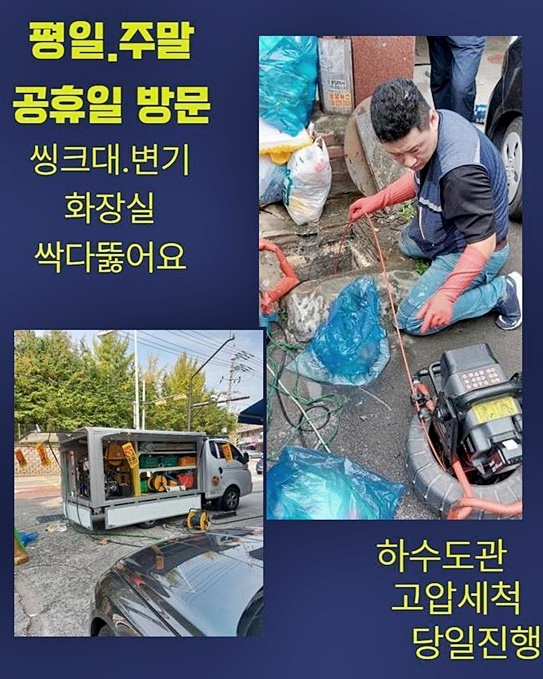 평일.주말
공휴일 방문
씽크대.변기
화장실
싹다뚫어요
하수도관
고압세척
당일진행